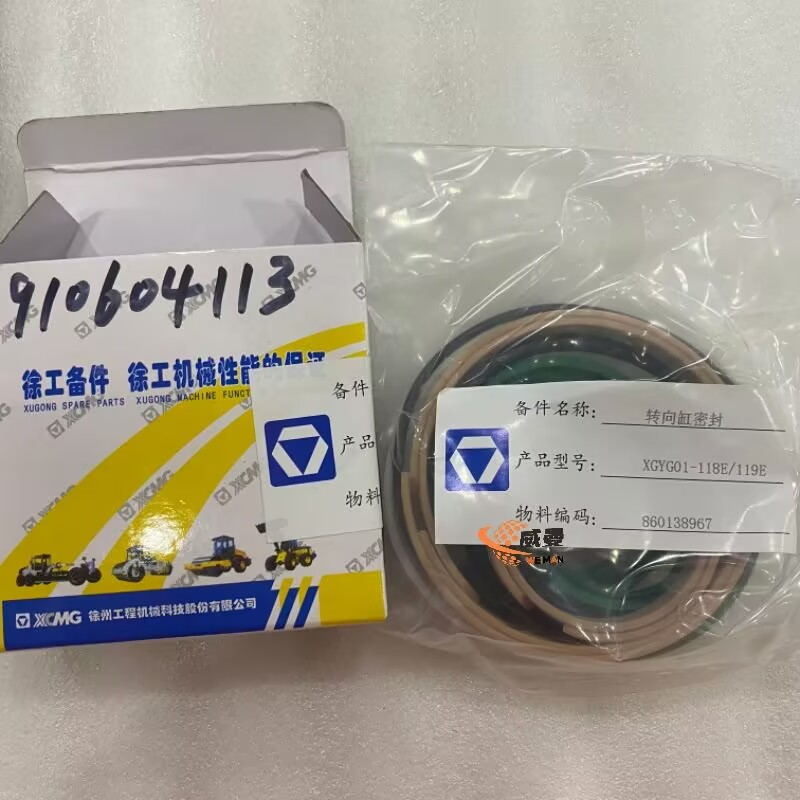 910604113
XCMG
徐工备件 徐工机械性能的保证
XUGONG SPARE PARTS XUGONG MACHINE FUNCT
备件
产品
物料
XCMG 徐州工程机械科技股份有限公司
备件名称: 转向缸密封
产品型号: XGYG01-118E/119E
物料编码: 860138967
威曼
WEMAN